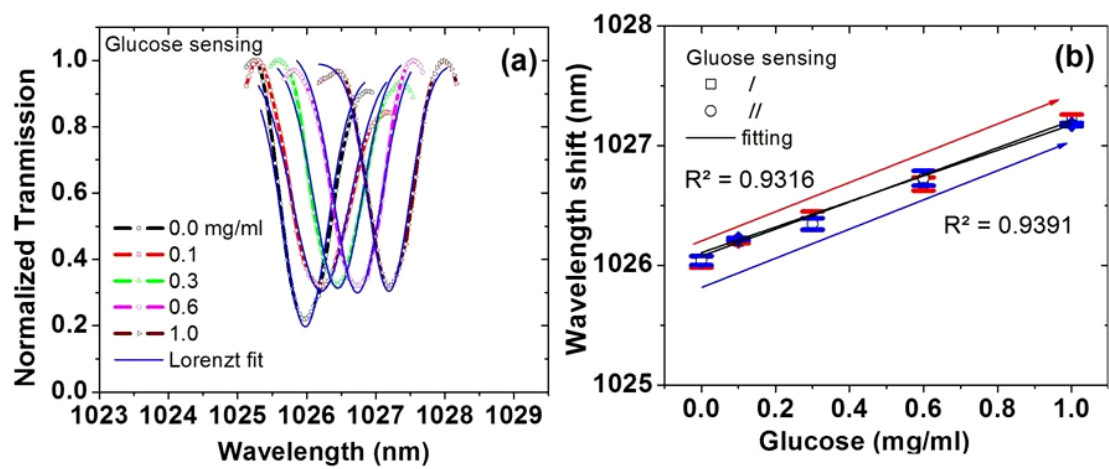 Glucose sensing
(a)
Normalized Tranmission
1.0
0.8
0.6
0.4
0.2
0.0
0.0 mg/ml
0.1
0.3
0.6
1.0
Lorenzt fit
1023 1024 1025 1026 1027 1028 1029
Wavelength (nm)
(b)
Wavelength shift (nm)
1028
1027
1026
1025
Gluose sensing
/
//
fitting
R² = 0.9316
R² = 0.9391
0.0 0.2 0.4 0.6 0.8 1.0
Glucose (mg/ml)